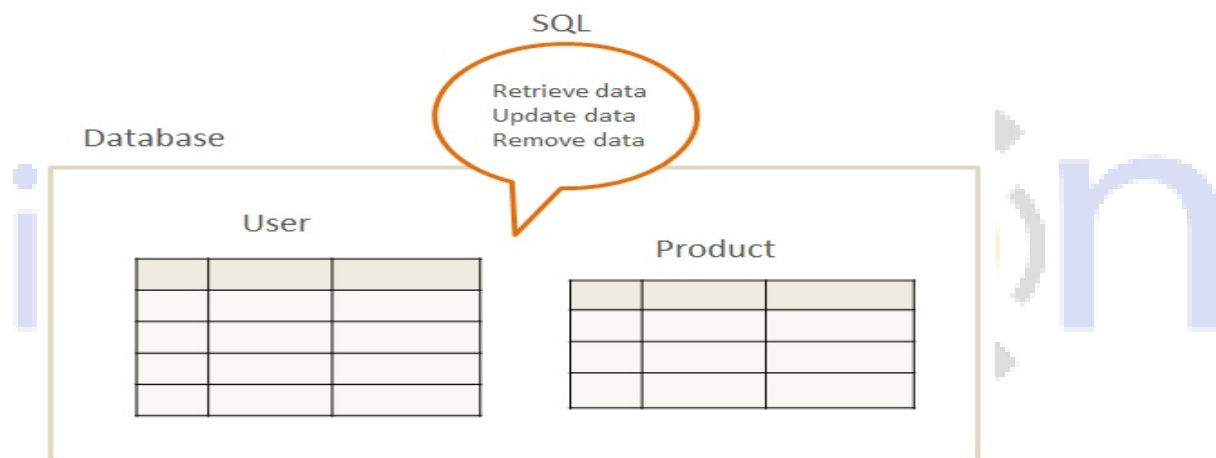 SQL
Retrieve data
Update data
Remove data
Database
User
Product